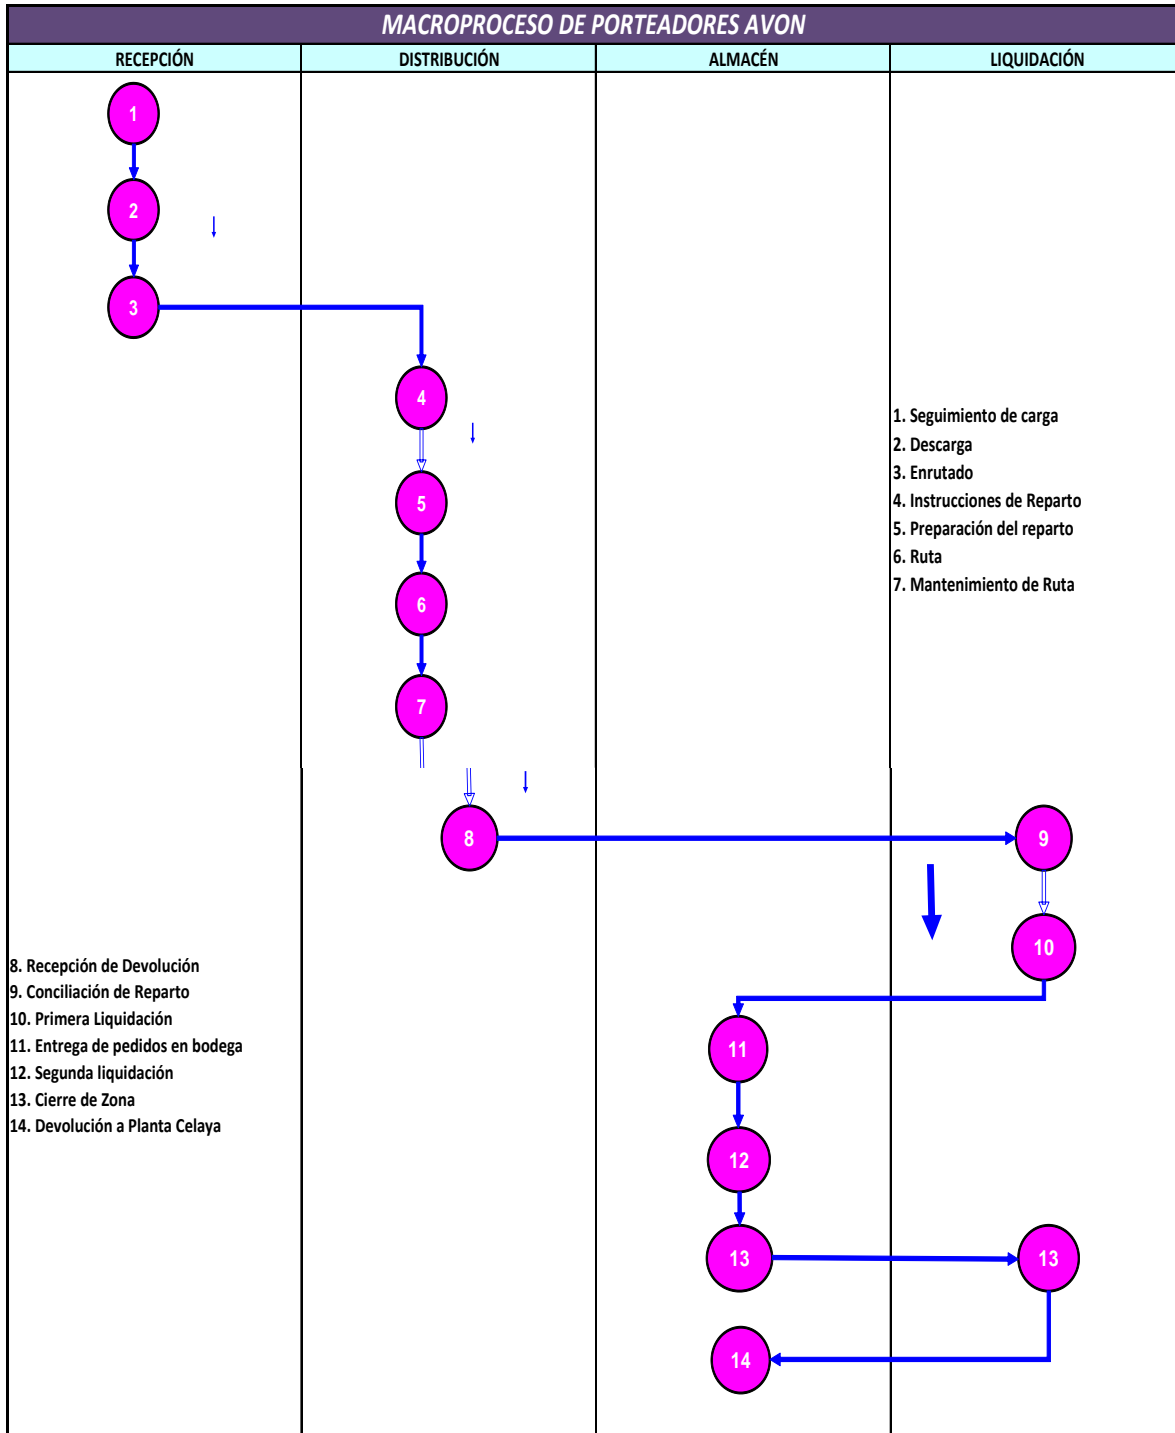 MACROPROCESO DE PORTEADORES AVON
RECEPCIÓN
DISTRIBUCIÓN
ALMACÉN
LIQUIDACIÓN
1
2
3
4
5
6
7
1. Seguimiento de carga
2. Descarga
3. Enrutado
4. Instrucciones de Reparto
5. Preparación del reparto
6. Ruta
7. Mantenimiento de Ruta
8
9
10
8. Recepción de Devolución
9. Conciliación de Reparto
10. Primera Liquidación
11. Entrega de pedidos en bodega
12. Segunda liquidación
13. Cierre de Zona
14. Devolución a Planta Celaya
11
12
13
13
14